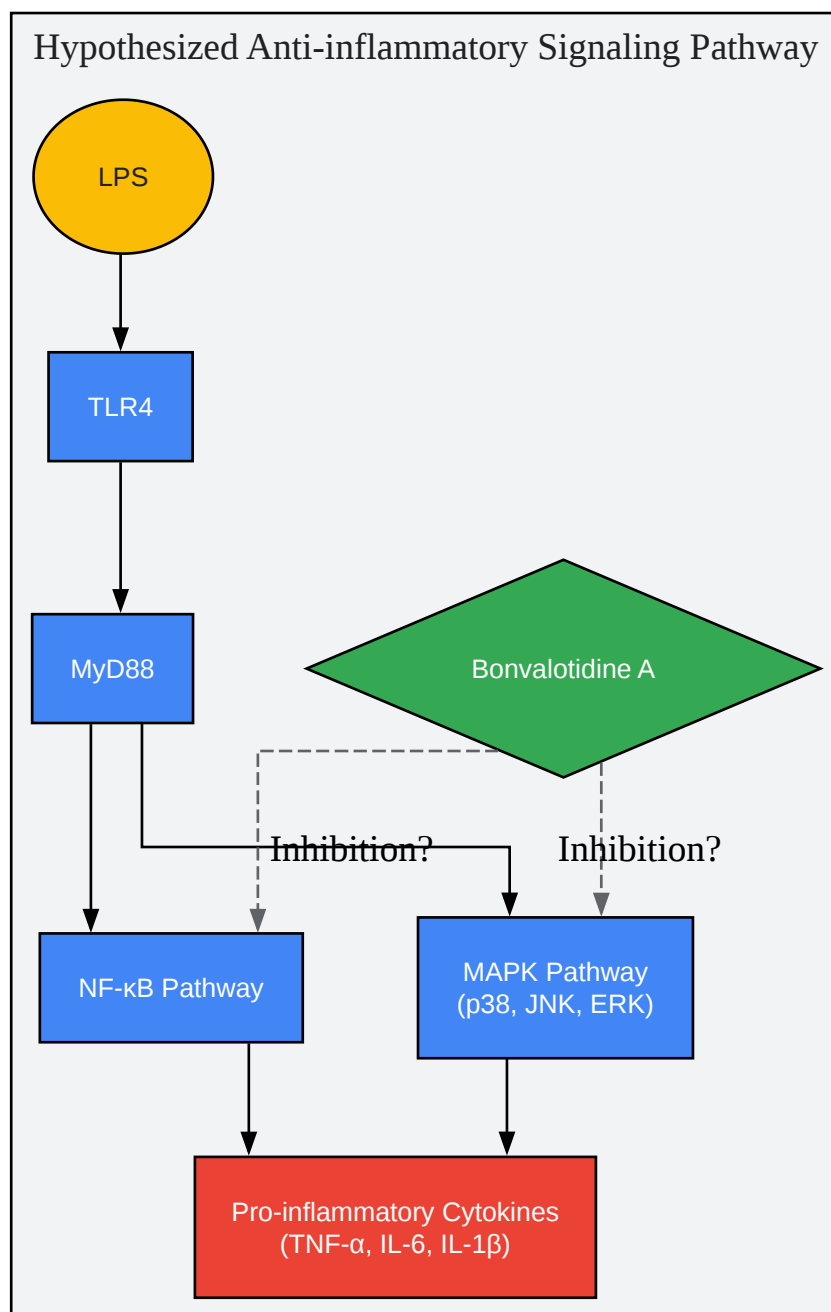 Hypothesized Anti-inflammatory Signaling Pathway
LPS
TLR4
MyD88
Bonvalotidine A
Inhibition?
Inhibition?
NF-κB Pathway
MAPK Pathway
(p38, JNK, ERK)
Pro-inflammatory Cytokines
(TNF-α, IL-6, IL-1β)